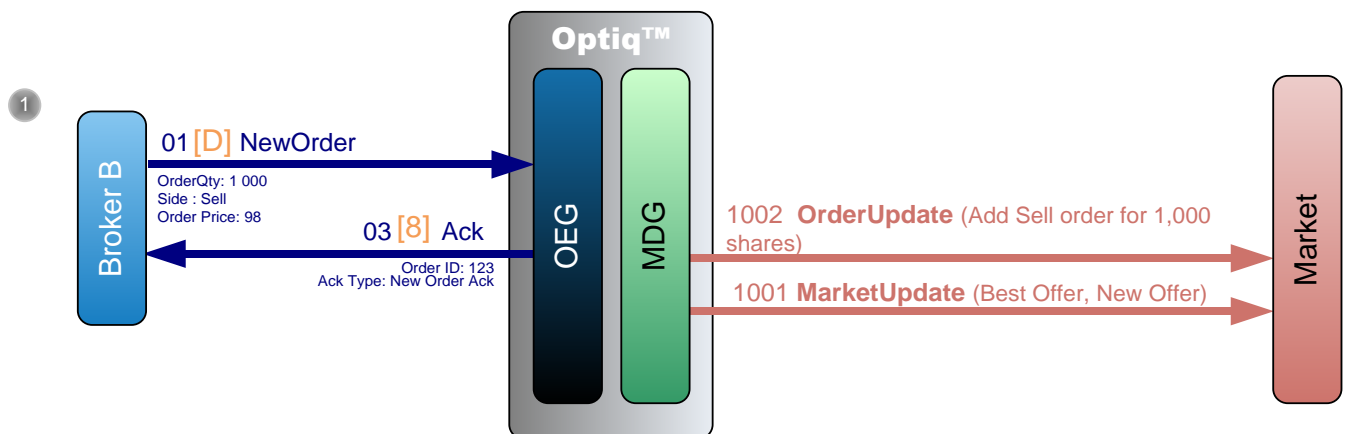 Optiq™
1
Broker B
01 [D] NewOrder
OrderQty: 1 000
Side : Sell
Order Price: 98
03 [8] Ack
Order ID: 123
Ack Type: New Order Ack
OEG
MDG
1002 OrderUpdate (Add Sell order for 1,000
shares)
1001 MarketUpdate (Best Offer, New Offer)
Market